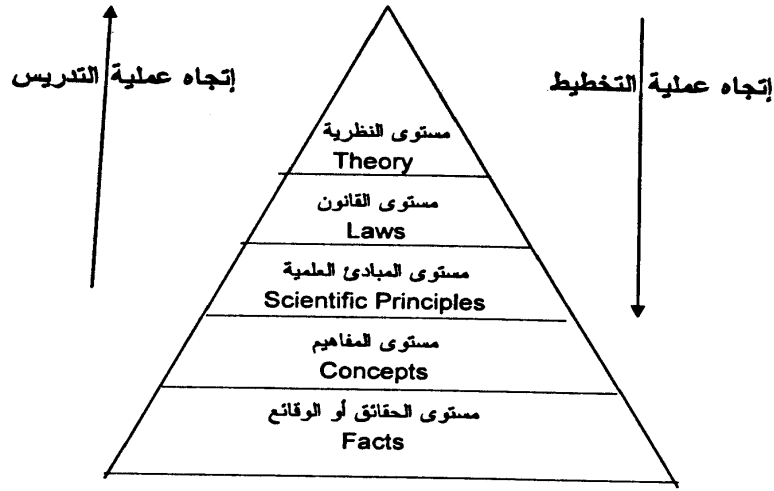 إتجاه عملية التخطيط
إتجاه عملية التدريس
مستوى النظرية
Theory
مستوى القانون
Laws
مستوى المبادئ العلمية
Scientific Principles
مستوى المفاهيم
Concepts
مستوى الحقائق أو الوقائع
Facts